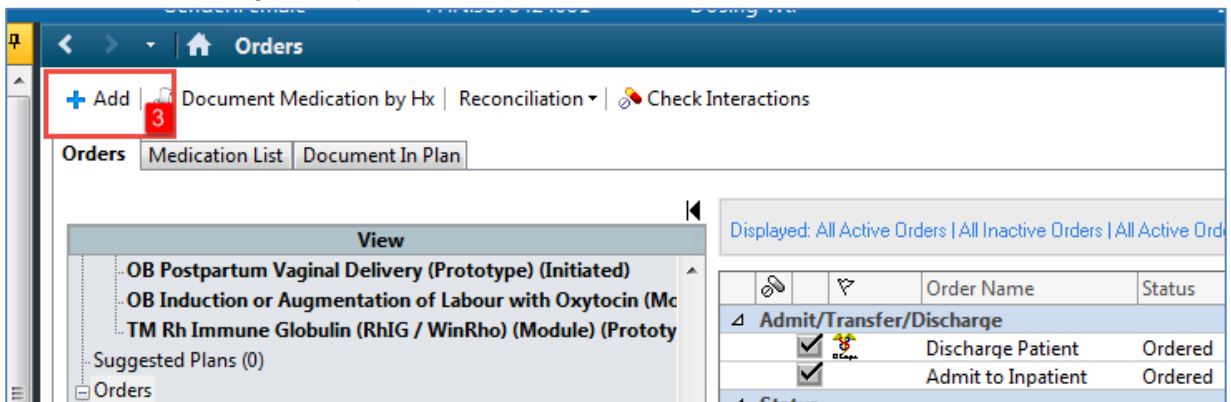 Orders
+ Add | Document Medication by Hx | Reconciliation | Check Interactions
3
Orders Medication List Document In Plan
View
Displayed: All Active Orders | All Inactive Orders | All Active
OB Postpartum Vaginal Delivery (Prototype) (Initiated)
OB Induction or Augmentation of Labour with Oxytocin (Mc
TM Rh Immune Globulin (RhIG / WinRho) (Module) (Prototy
Suggested Plans (0)
Orders
Order Name Status
Admit/Transfer/Discharge
Discharge Patient Ordered
Admit to Inpatient Ordered